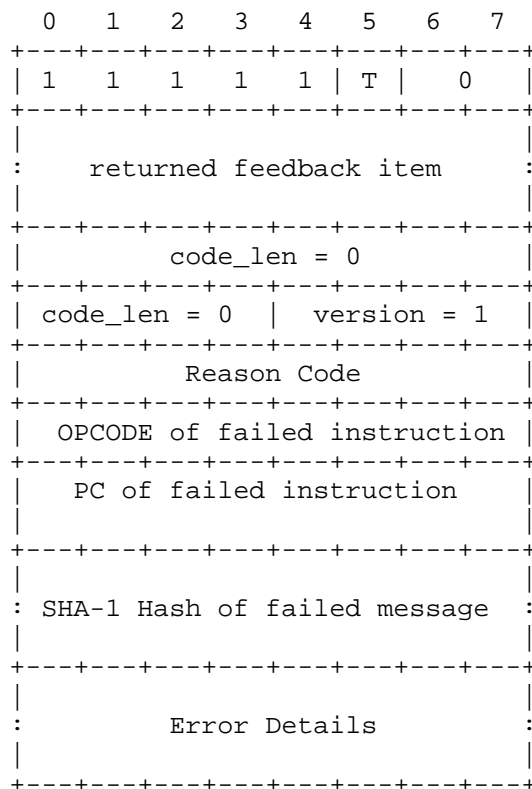 0   1   2   3   4   5   6   7
+---+---+---+---+---+---+---+---+
| 1   1   1   1   1 | T |   0   |
+---+---+---+---+---+---+---+---+
|                               |
:    returned feedback item     :
|                               |
+---+---+---+---+---+---+---+---+
|         code_len = 0          |
+---+---+---+---+---+---+---+---+
| code_len = 0  |  version = 1  |
+---+---+---+---+---+---+---+---+
|          Reason Code          |
+---+---+---+---+---+---+---+---+
|  OPCODE of failed instruction |
+---+---+---+---+---+---+---+---+
|   PC of failed instruction    |
|                               |
+---+---+---+---+---+---+---+---+
|                               |
: SHA-1 Hash of failed message  :
|                               |
+---+---+---+---+---+---+---+---+
|                               |
:         Error Details         :
|                               |
+---+---+---+---+---+---+---+---+